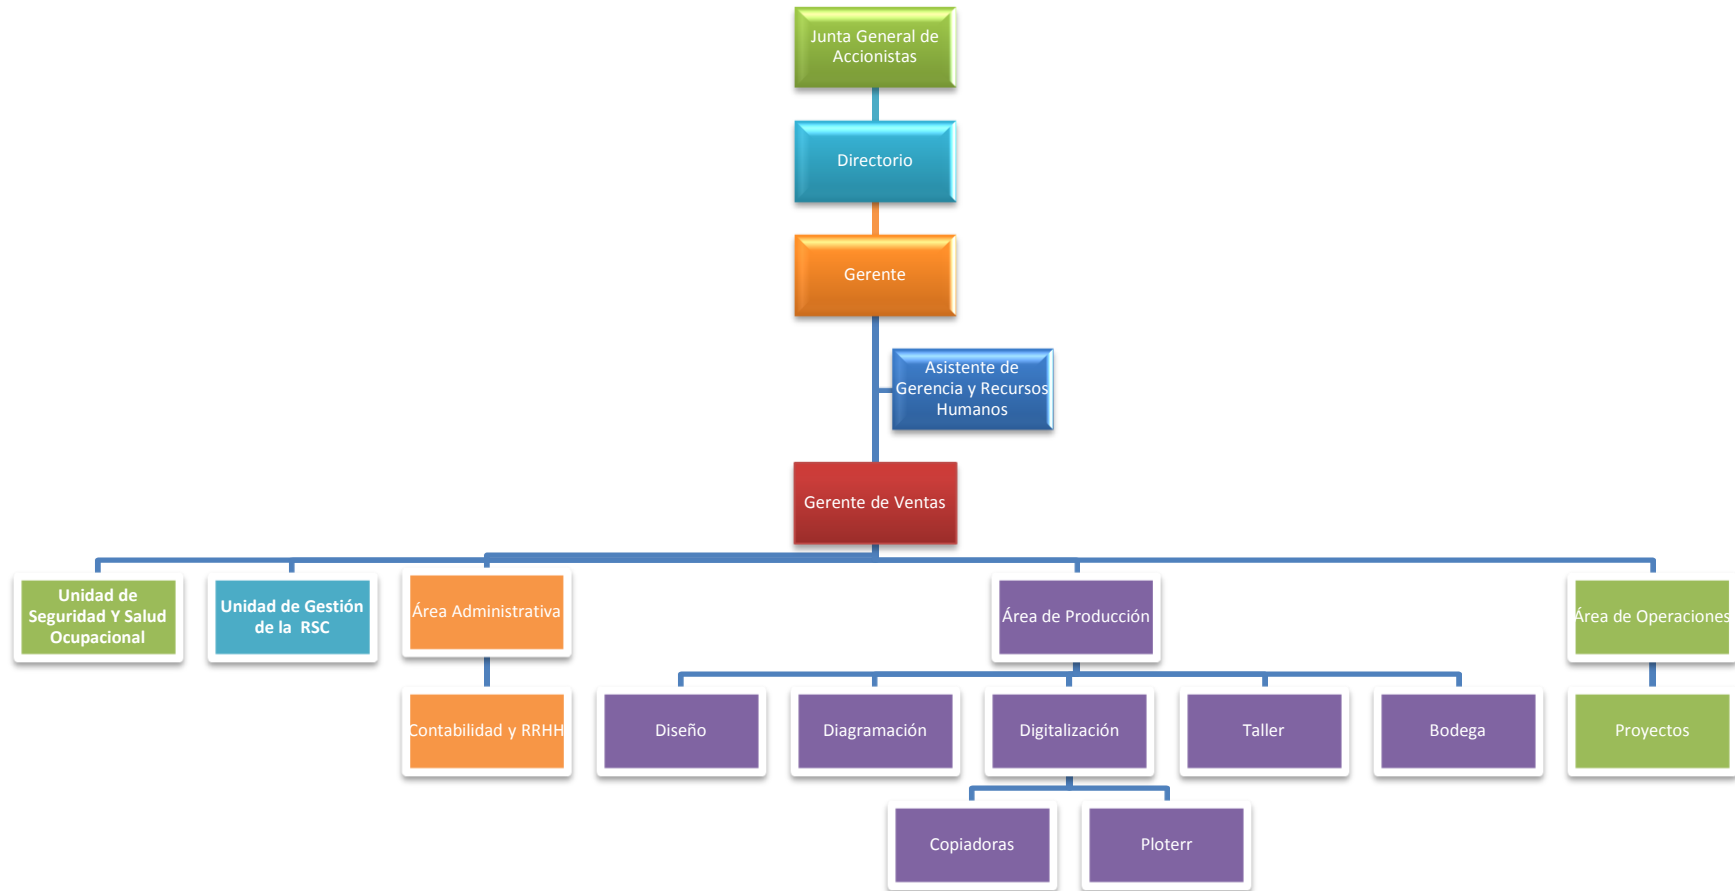 Junta General de
Accionistas
Directorio
Gerente
Asistente de
Gerencia y Recursos
Humanos
Gerente de Ventas
Unidad de
Seguridad Y Salud
Ocupacional
Unidad de Gestión
de la RSC
Área Administrativa
Área de Producción
Área de Operaciones
Contabilidad y RRHH
Diseño
Diagramación
Digitalización
Taller
Bodega
Proyectos
Copiadoras
Ploterr